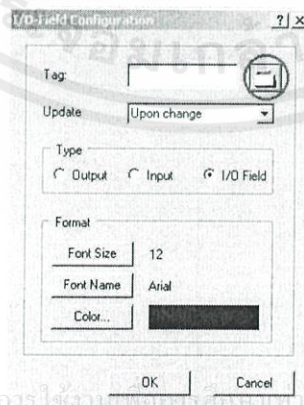 I/O-Field Configuration
Tag:
Update Upon change
Type
Output Input I/O Field
Format
Font Size 12
Font Name Arial
Color...
OK Cancel